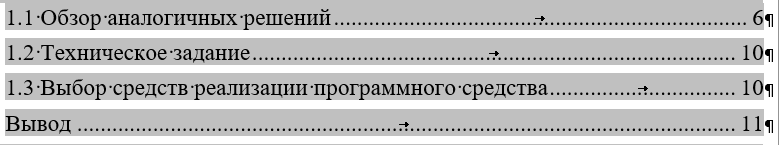 1.1 Обзор аналогичных решений 6
1.2 Техническое задание 10
1.3 Выбор средств реализации программного средства 10
Вывод 11